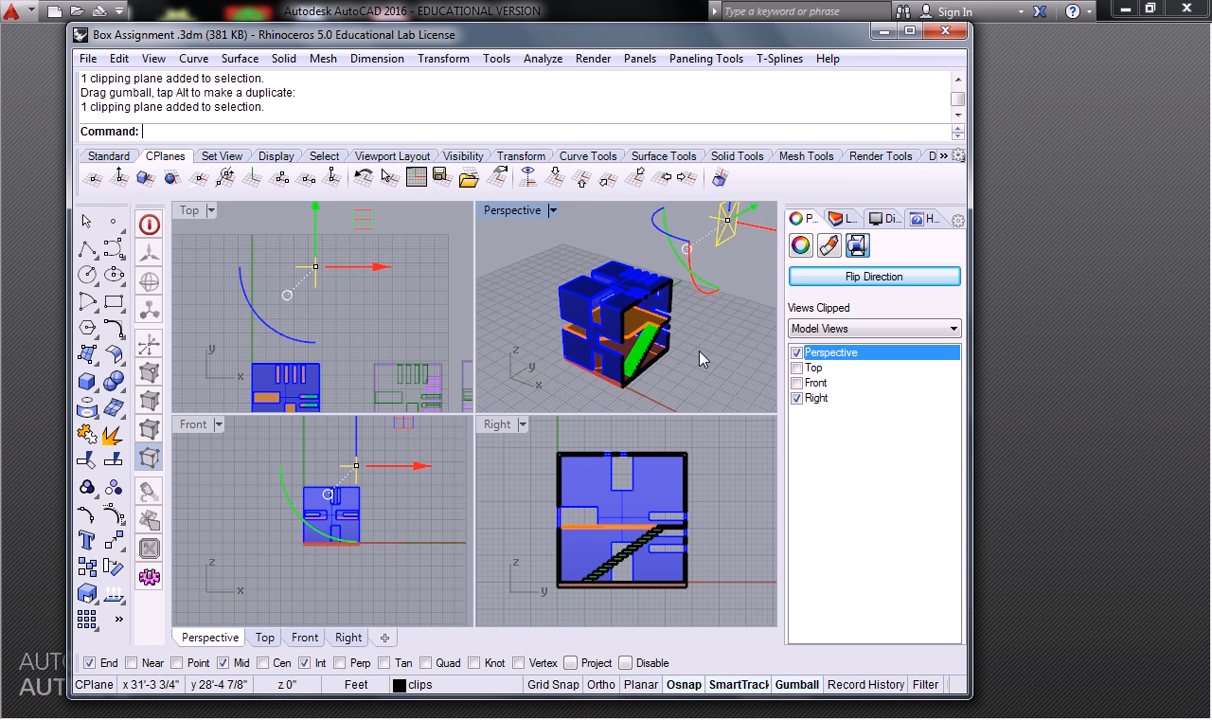 Autodesk AutoCAD 2016 - EDUCATIONAL VERSION
Type a keyword or phrase
Sign In
Box Assignment .3dm (381 KB) - Rhinoceros 5.0 Educational Lab License
File Edit View Curve Surface Solid Mesh Dimension Transform Tools Analyze Render Panels Paneling Tools T-Splines Help
1 clipping plane added to selection.
Drag gumball, tap Alt to make a duplicate:
1 clipping plane added to selection.
Command:
Standard CPlanes Set View Display Select Viewport Layout Visibility Transform Curve Tools Surface Tools Solid Tools Mesh Tools Render Tools D »
Top
Perspective
P... L... Di... H...
Flip Direction
Views Clipped
Model Views
Perspective
Top
Front
Right
y
x
z
y
x
Front
Right
z
x
z
y
Perspective Top Front Right
End Near Point Mid Cen Int Perp Tan Quad Knot Vertex Project Disable
CPlane x 31'-3 3/4" y 28'-4 7/8" z 0" Feet clips Grid Snap Ortho Planar Osnap SmartTrack Gumball Record History Filter
AUTO
AUT